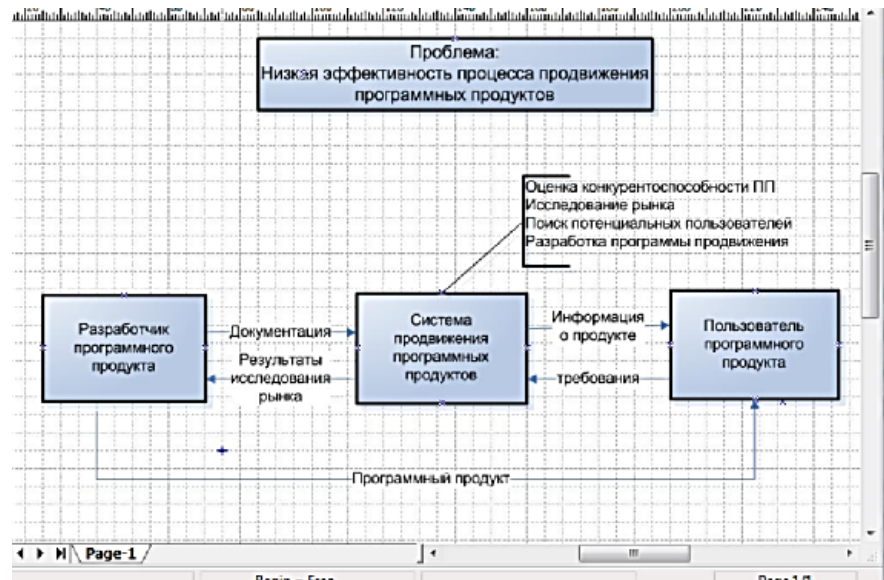 Проблема:
Низкая эффективность процесса продвижения
программных продуктов
Оценка конкурентоспособности ПП
Исследование рынка
Поиск потенциальных пользователей
Разработка программы продвижения
Разработчик
программного
продукта
Документация
Результаты
исследования
рынка
Система
продвижения
программных
продуктов
Информация
о продукте
требования
Пользователь
программного
продукта
Программный продукт
Page-1